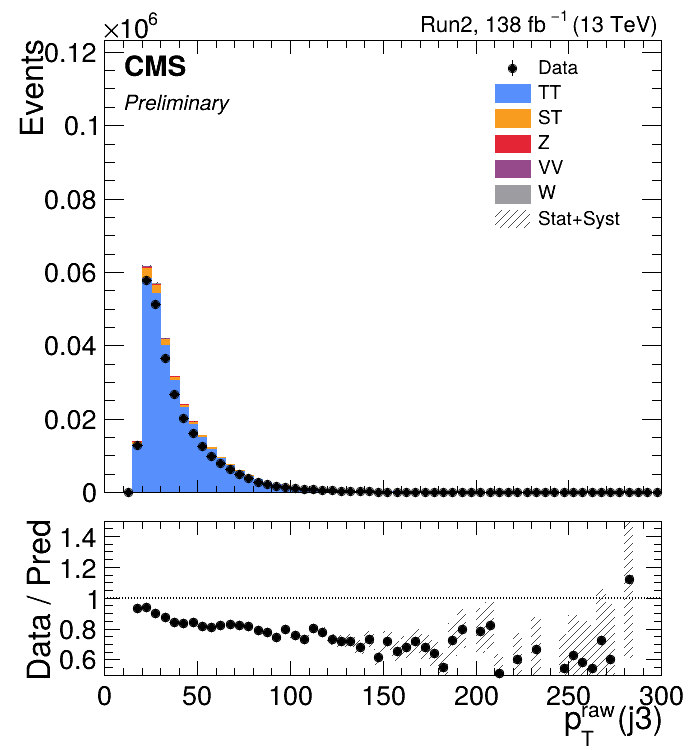 ×10⁶
Run2, 138 fb⁻¹ (13 TeV)
Events
CMS
Preliminary
Data
TT
ST
Z
VV
W
Stat+Syst
0.12
0.1
0.08
0.06
0.04
0.02
0
Data / Pred
1.4
1.2
1
0.8
0.6
0 50 100 150 200 250 300
p_T^raw(j3)